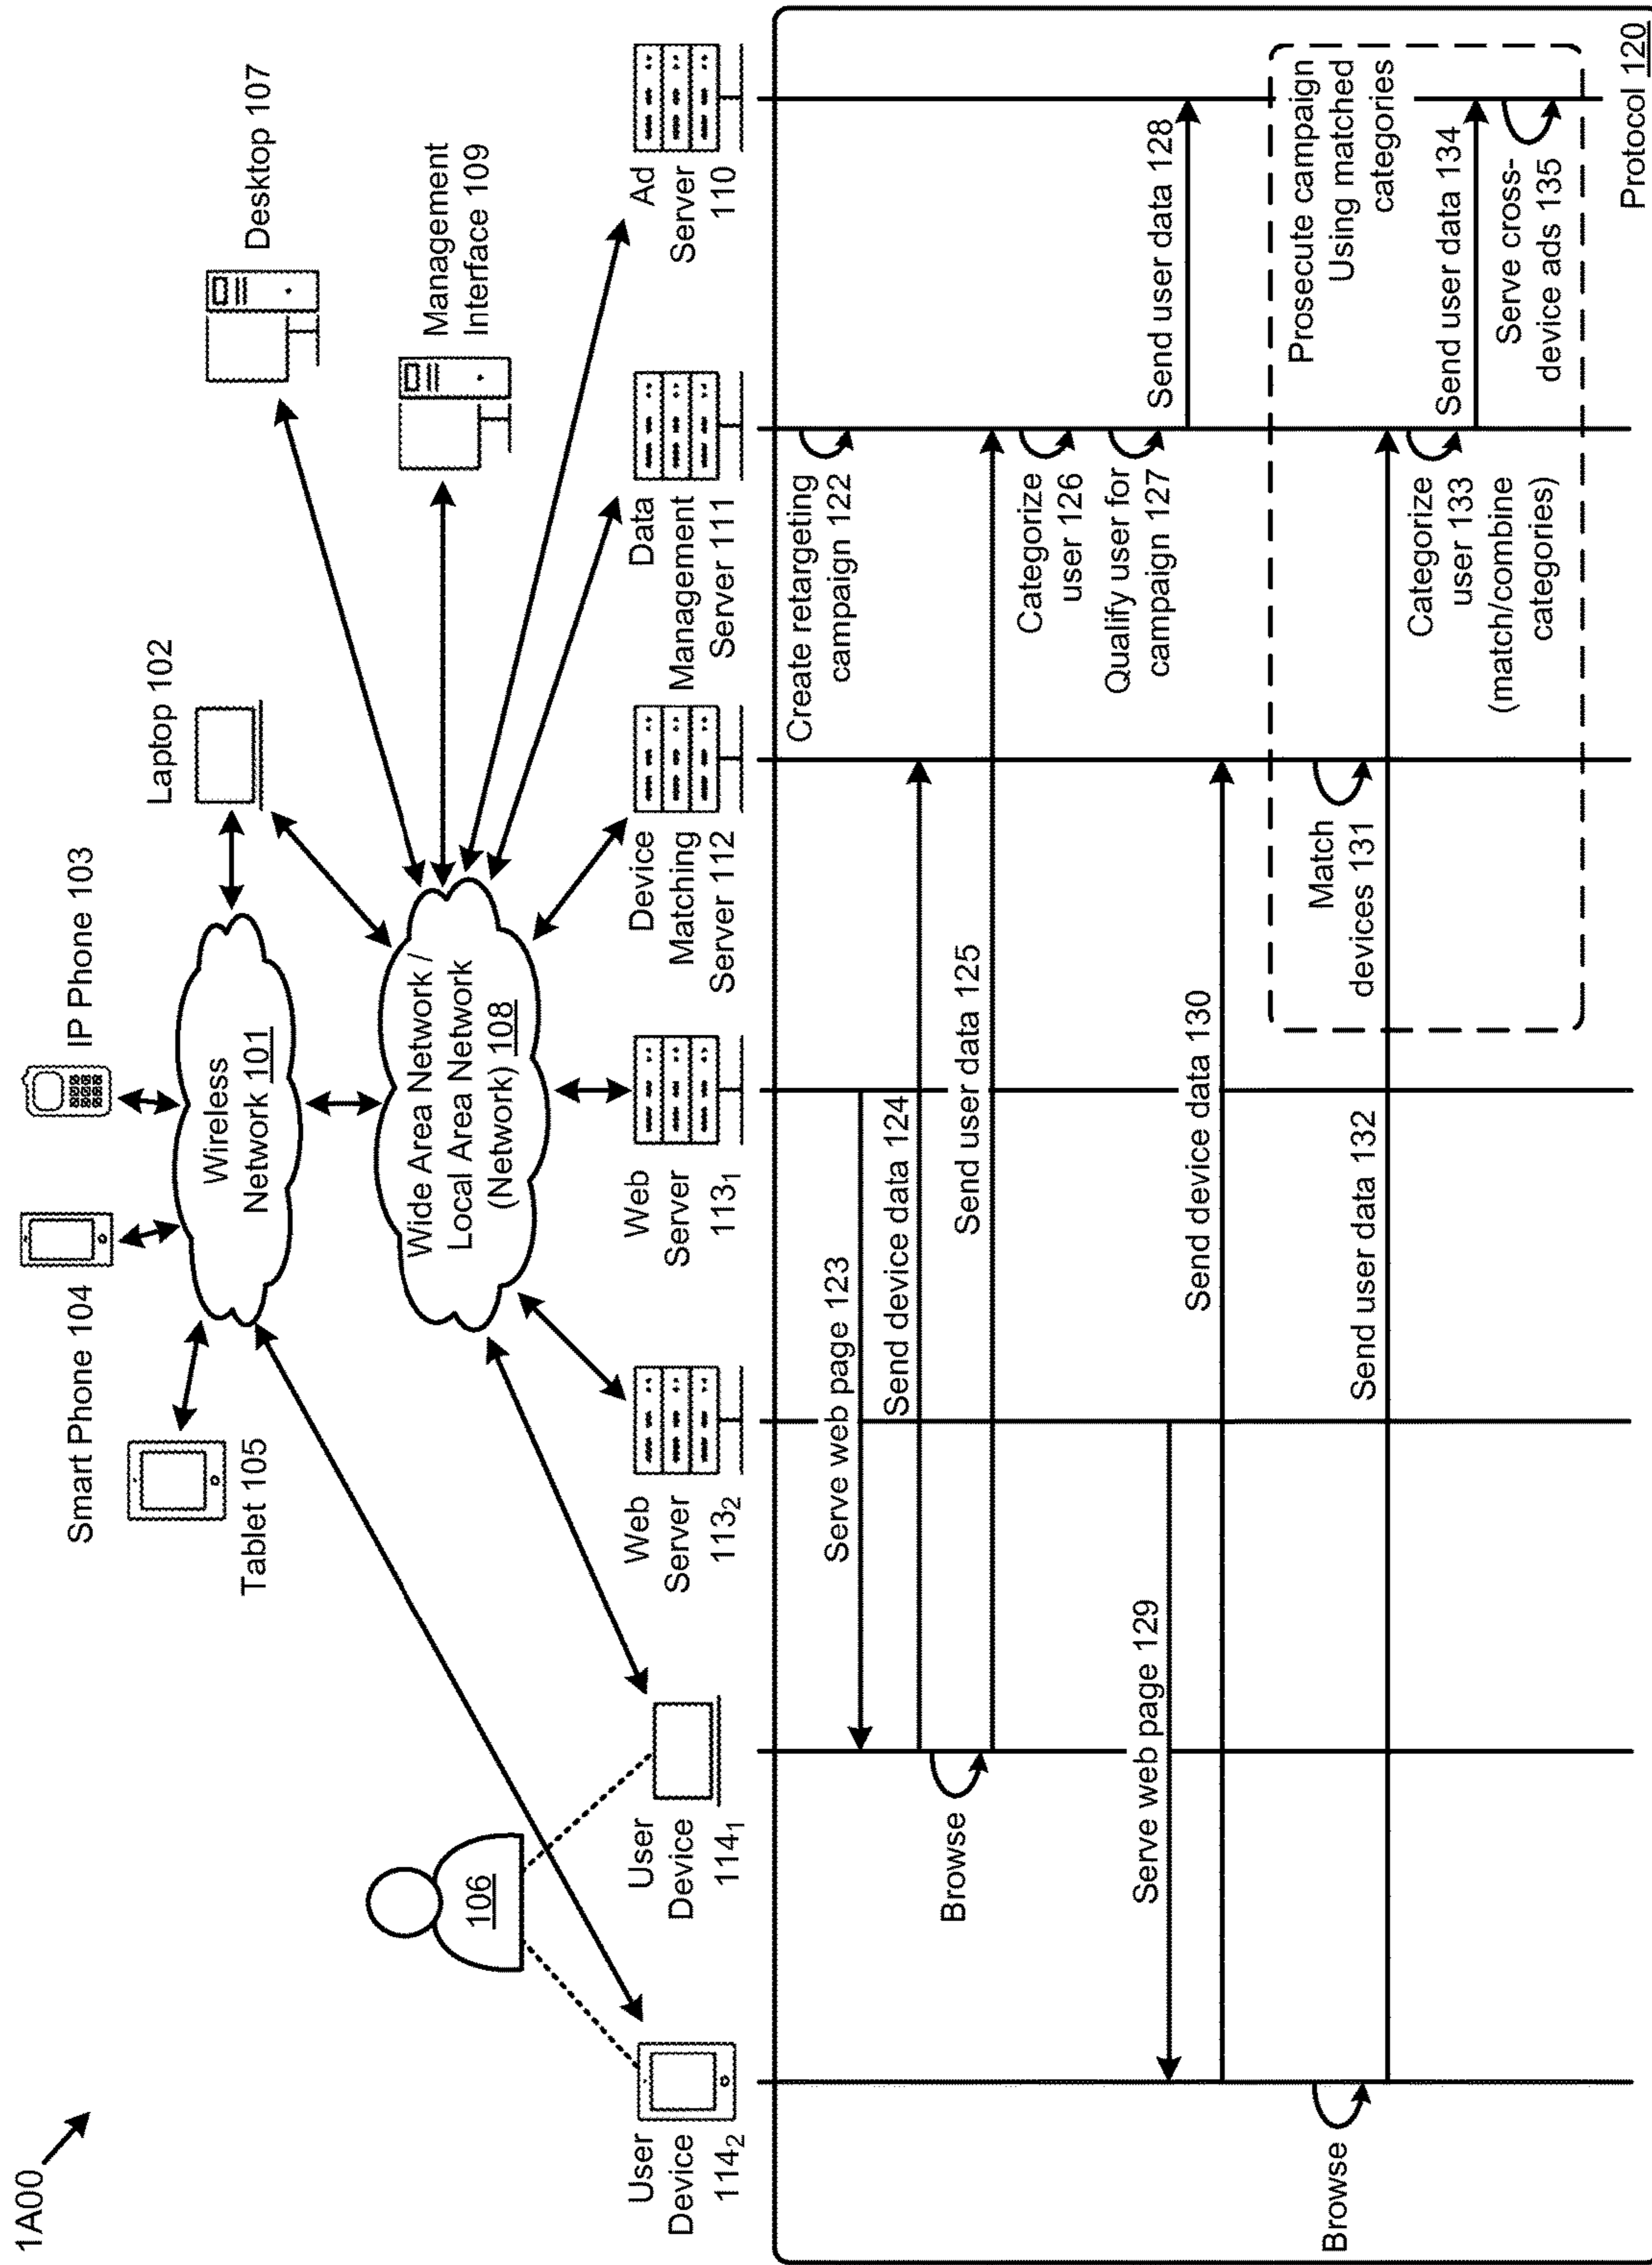 1A00
Smart Phone 104
IP Phone 103
Tablet 105
Wireless
Network 101
Laptop 102
Desktop 107
Wide Area Network /
Local Area Network
(Network) 108
Management
Interface 109
106
User
Device
114₂
User
Device
114₁
Web
Server
113₂
Web
Server
113₁
Device
Matching
Server 112
Data
Management
Server 111
Ad
Server
110
Create retargeting
campaign 122
Serve web page 123
Send device data 124
Browse
Send user data 125
Categorize
user 126
Qualify user for
campaign 127
Send user data 128
Serve web page 129
Send device data 130
Prosecute campaign
Using matched
categories
Browse
Match
devices 131
Send user data 132
Categorize
user 133
(match/combine
categories)
Send user data 134
Serve cross-
device ads 135
Protocol 120